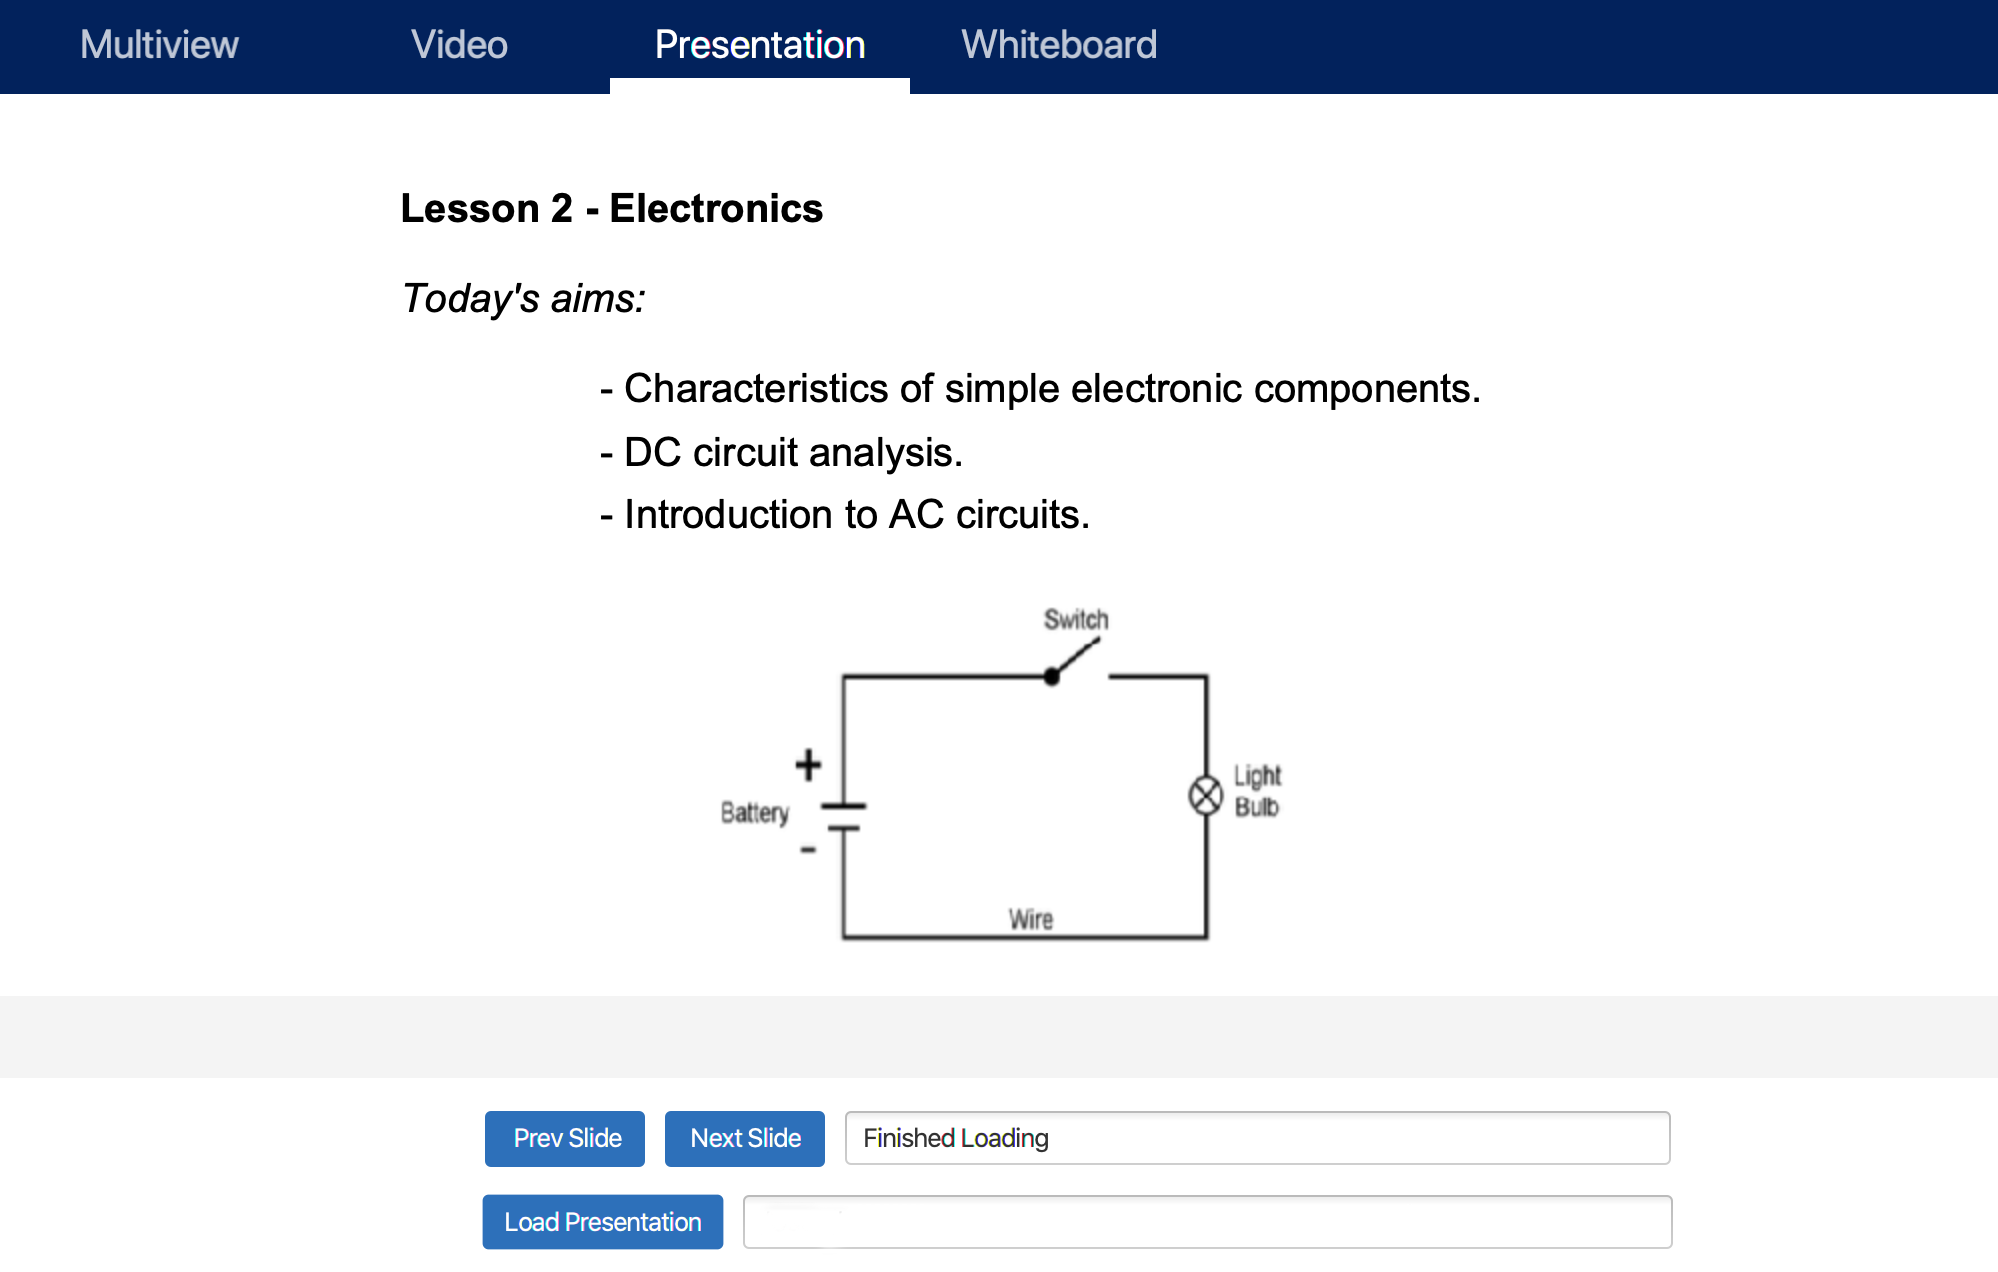 Multiview Video Presentation Whiteboard
Lesson 2 - Electronics
Today's aims:
- Characteristics of simple electronic components.
- DC circuit analysis.
- Introduction to AC circuits.
Switch
+
Battery
-
Light
Bulb
Wire
Prev Slide Next Slide Finished Loading
Load Presentation